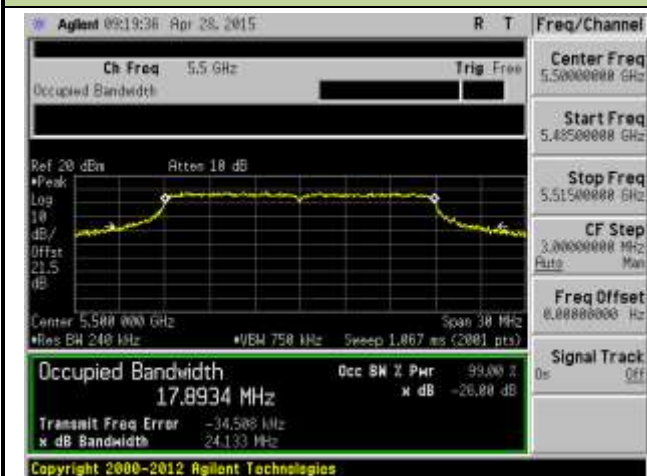 Agilent 09:19:36 Apr 28, 2015 R T
Freq/Channel
Ch Freq 5.5 GHz Trig Free
Occupied Bandwidth
Center Freq
5.50000000 GHz
Start Freq
5.48500000 GHz
Stop Freq
5.51500000 GHz
CF Step
3.00000000 MHz
Auto Man
Freq Offset
0.00000000 Hz
Signal Track
On Off
Ref 20 dBm Atten 10 dB
•Peak
Log
10
dB/
Offst
21.5
dB
Center 5.500 000 GHz Span 30 MHz
•Res BW 240 kHz •VBW 750 kHz Sweep 1.067 ms (2001 pts)
Occupied Bandwidth Occ BW % Pwr 99.00 %
17.8934 MHz x dB -26.00 dB
Transmit Freq Error -34.508 kHz
x dB Bandwidth 24.133 MHz
Copyright 2000-2012 Agilent Technologies